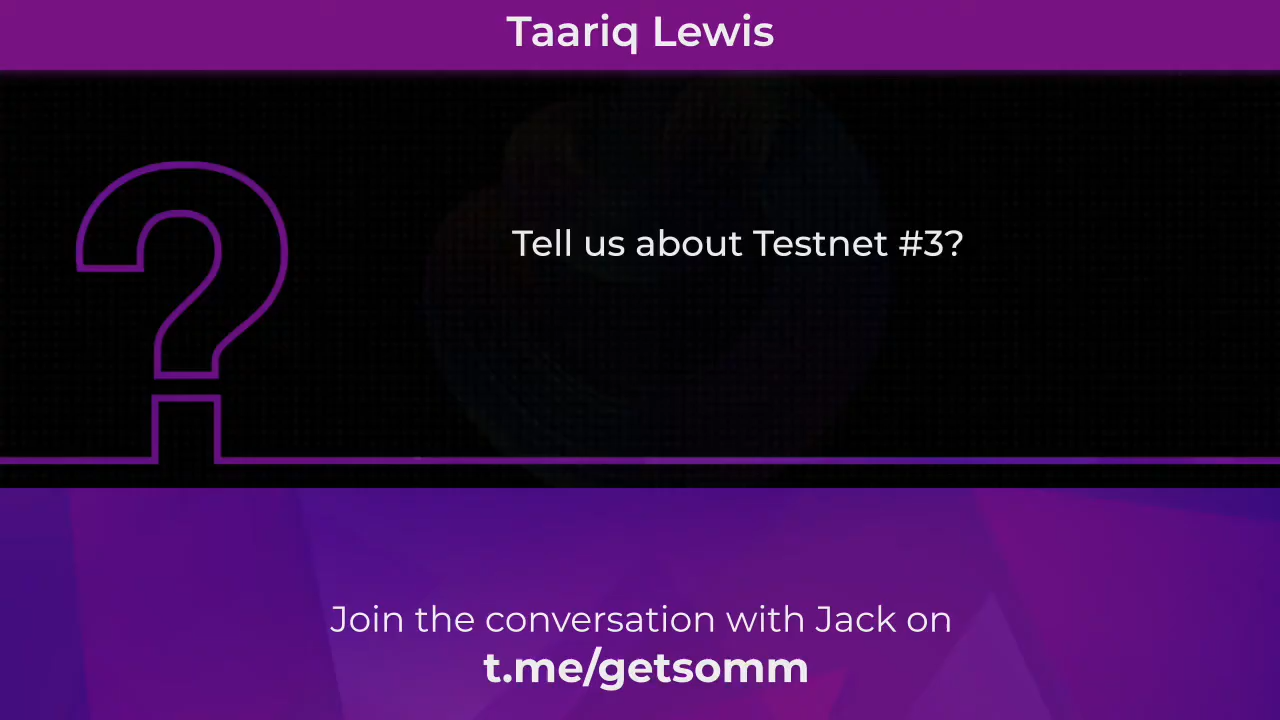 Taariq Lewis
Tell us about Testnet #3?
Join the conversation with Jack on
t.me/getsomm